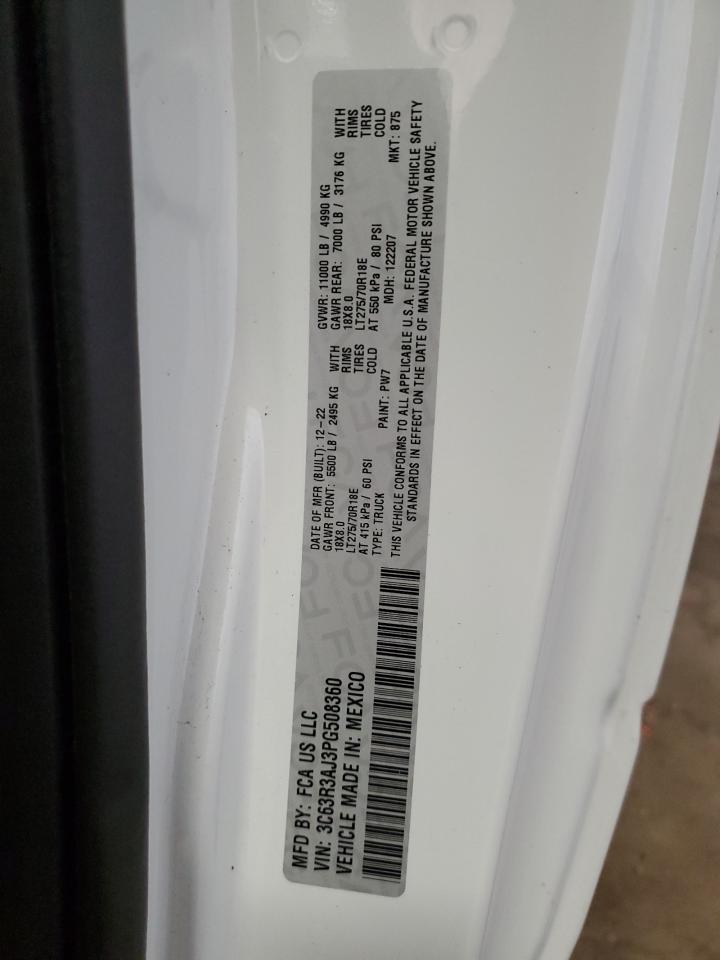 MFD BY: FCA US LLC
VIN: 3C63R3AJ3PG508360
VEHICLE MADE IN: MEXICO
DATE OF MFR (BUILT): 12-22 GVWR: 11000 LB / 4990 KG
GAWR FRONT: 5500 LB / 2495 KG WITH GAWR REAR: 7000 LB / 3176 KG WITH
18X8.0 RIMS 18X8.0 RIMS
LT275/70R18E TIRES LT275/70R18E TIRES
AT 415 kPa / 60 PSI COLD AT 550 kPa / 80 PSI COLD
TYPE: TRUCK PAINT: PW7 MDH: 122207 MKT: 875
THIS VEHICLE CONFORMS TO ALL APPLICABLE U.S.A. FEDERAL MOTOR VEHICLE SAFETY
STANDARDS IN EFFECT ON THE DATE OF MANUFACTURE SHOWN ABOVE.